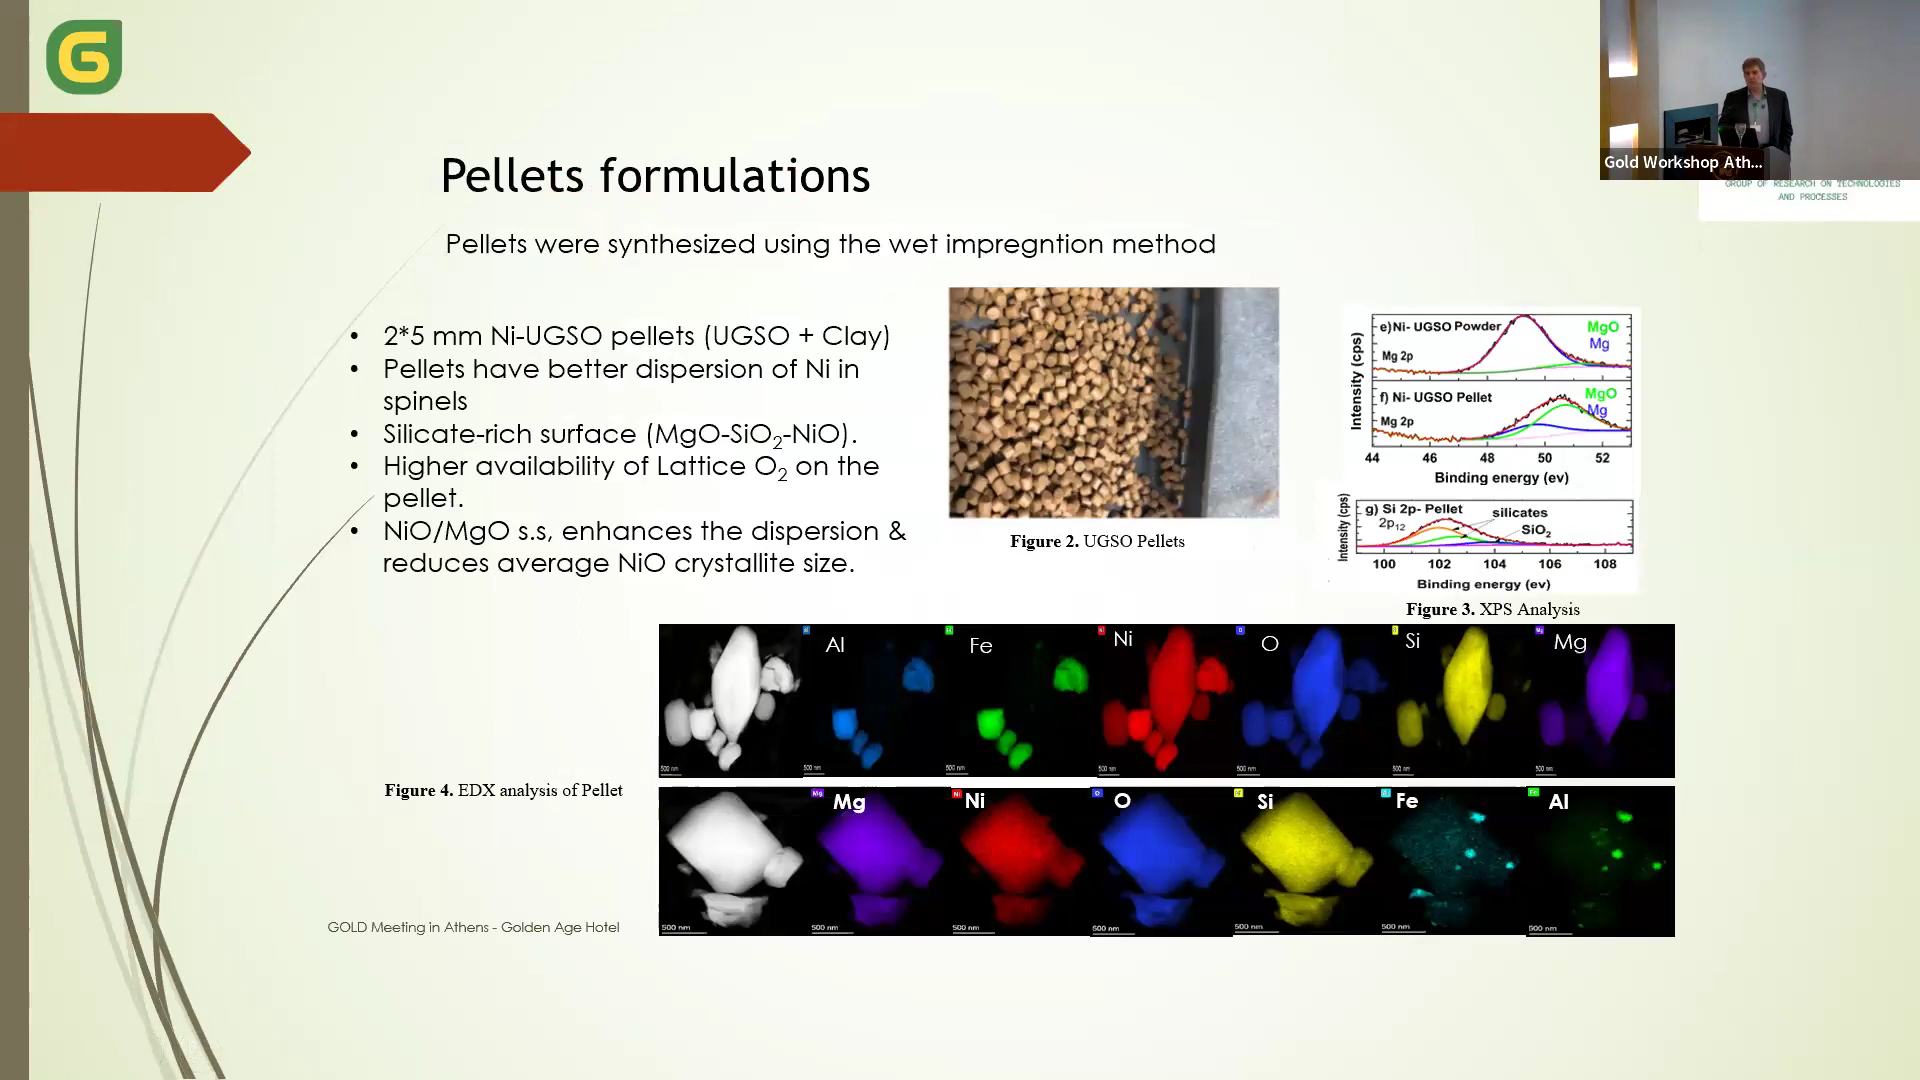 G
Gold Workshop Ath...
GROUP OF RESEARCH ON TECHNOLOGIES
AND PROCESSES
Pellets formulations
Pellets were synthesized using the wet impregntion method
• 2*5 mm Ni-UGSO pellets (UGSO + Clay)
• Pellets have better dispersion of Ni in
spinels
• Silicate-rich surface (MgO-SiO₂-NiO).
• Higher availability of Lattice O₂ on the
pellet.
• NiO/MgO s.s, enhances the dispersion &
reduces average NiO crystallite size.
Figure 2. UGSO Pellets
e)Ni- UGSO Powder
MgO
Mg
Mg 2p
f) Ni- UGSO Pellet
MgO
Mg
Mg 2p
Intensity (cps)
44 46 48 50 52
Binding energy (ev)
g) Si 2p- Pellet
2p₁₂
silicates
SiO₂
Intensity (cps)
100 102 104 106 108
Binding energy (ev)
Figure 3. XPS Analysis
Al Fe Ni O Si Mg
500 nm 500 nm 500 nm 500 nm 500 nm 500 nm 500 nm
Figure 4. EDX analysis of Pellet
Mg Ni O Si Fe Al
500 nm 500 nm 500 nm 500 nm 500 nm 500 nm 500 nm
GOLD Meeting in Athens - Golden Age Hotel